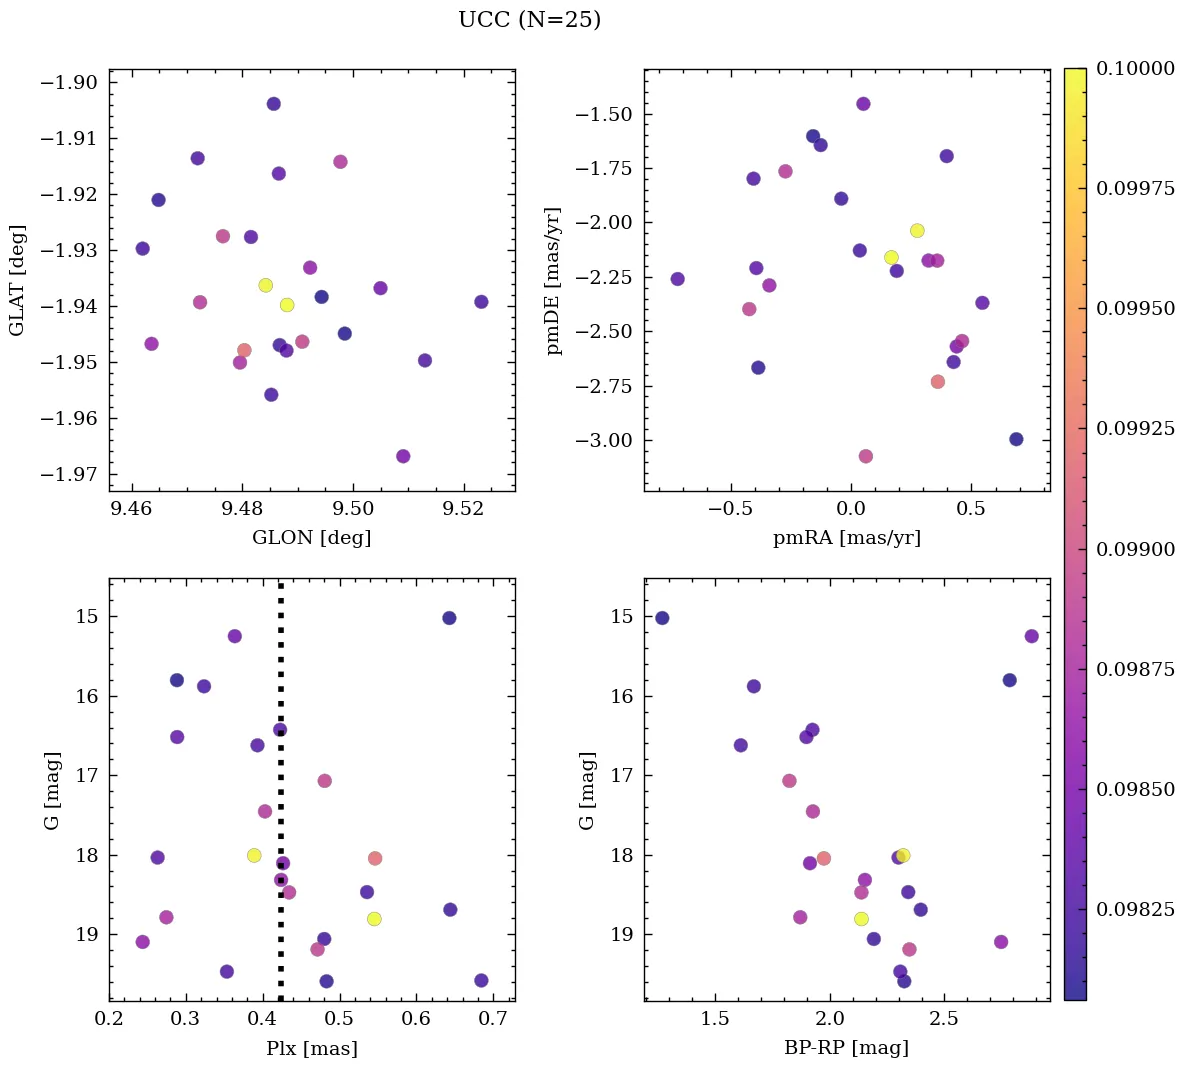 UCC (N=25)
−1.90
−1.91
−1.92
−1.93
−1.94
−1.95
−1.96
−1.97
GLAT [deg]
9.46 9.48 9.50 9.52
GLON [deg]
−1.50
−1.75
−2.00
−2.25
−2.50
−2.75
−3.00
pmDE [mas/yr]
−0.5 0.0 0.5
pmRA [mas/yr]
15
16
17
18
19
G [mag]
0.2 0.3 0.4 0.5 0.6 0.7
Plx [mas]
15
16
17
18
19
G [mag]
1.5 2.0 2.5
BP-RP [mag]
0.10000
0.09975
0.09950
0.09925
0.09900
0.09875
0.09850
0.09825